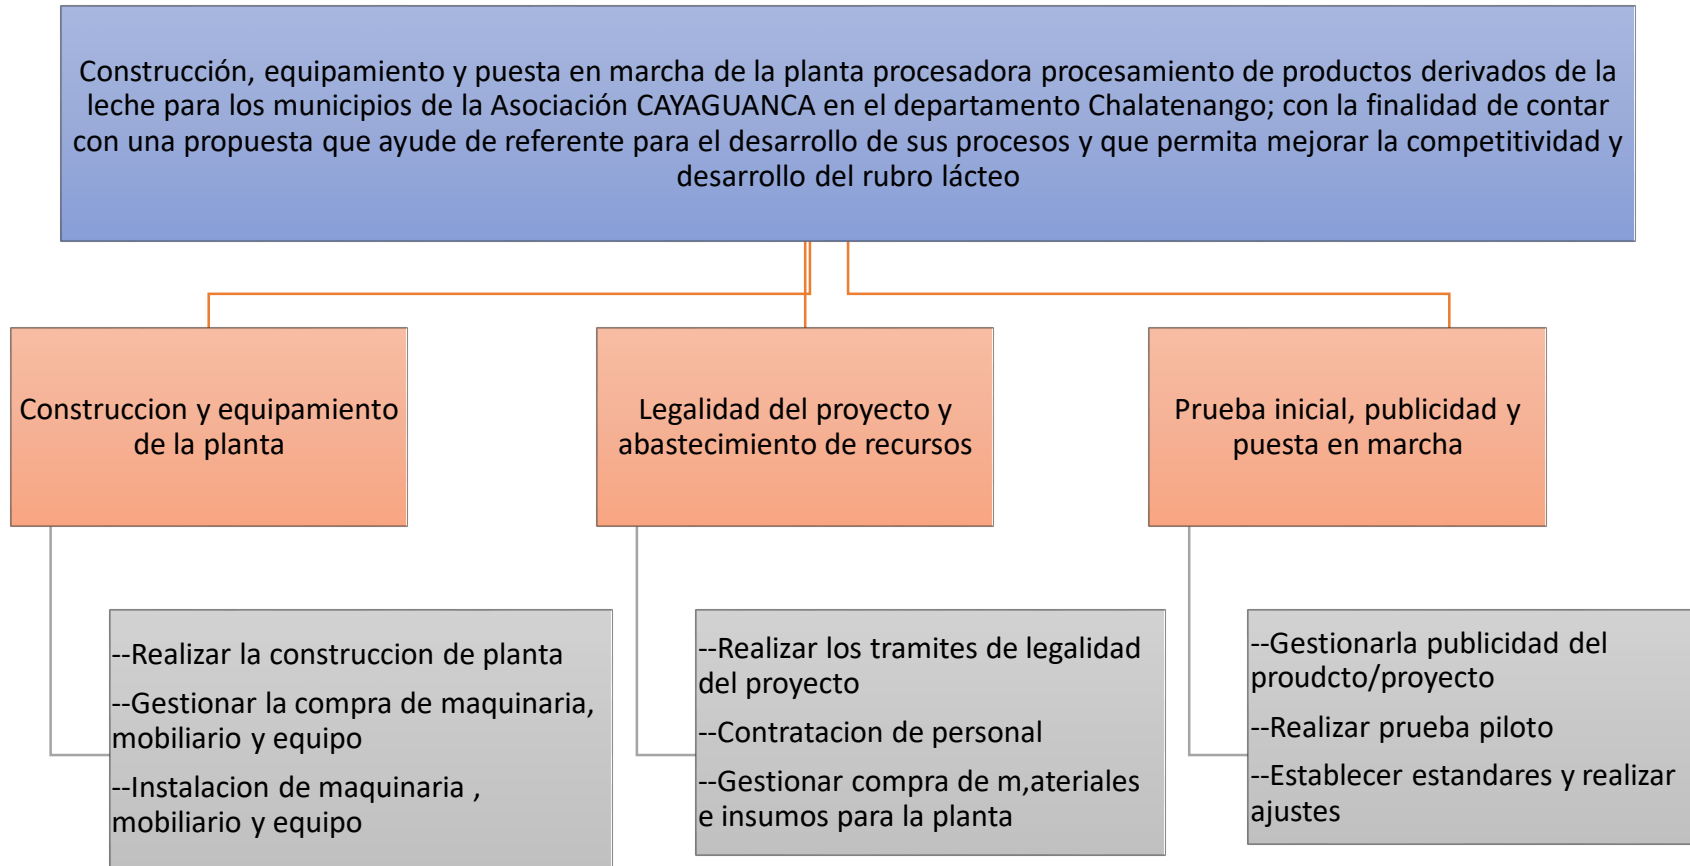 Construcción, equipamiento y puesta en marcha de la planta procesadora procesamiento de productos derivados de la
leche para los municipios de la Asociación CAYAGUANCA en el departamento Chalatenango; con la finalidad de contar
con una propuesta que ayude de referente para el desarrollo de sus procesos y que permita mejorar la competitividad y
desarrollo del rubro lácteo
Construccion y equipamiento
de la planta
--Realizar la construccion de planta
--Gestionar la compra de maquinaria,
mobiliario y equipo
--Instalacion de maquinaria ,
mobiliario y equipo
Legalidad del proyecto y
abastecimiento de recursos
--Realizar los tramites de legalidad
del proyecto
--Contratacion de personal
--Gestionar compra de m,ateriales
e insumos para la planta
Prueba inicial, publicidad y
puesta en marcha
--Gestionarla publicidad del
proudcto/proyecto
--Realizar prueba piloto
--Establecer estandares y realizar
ajustes